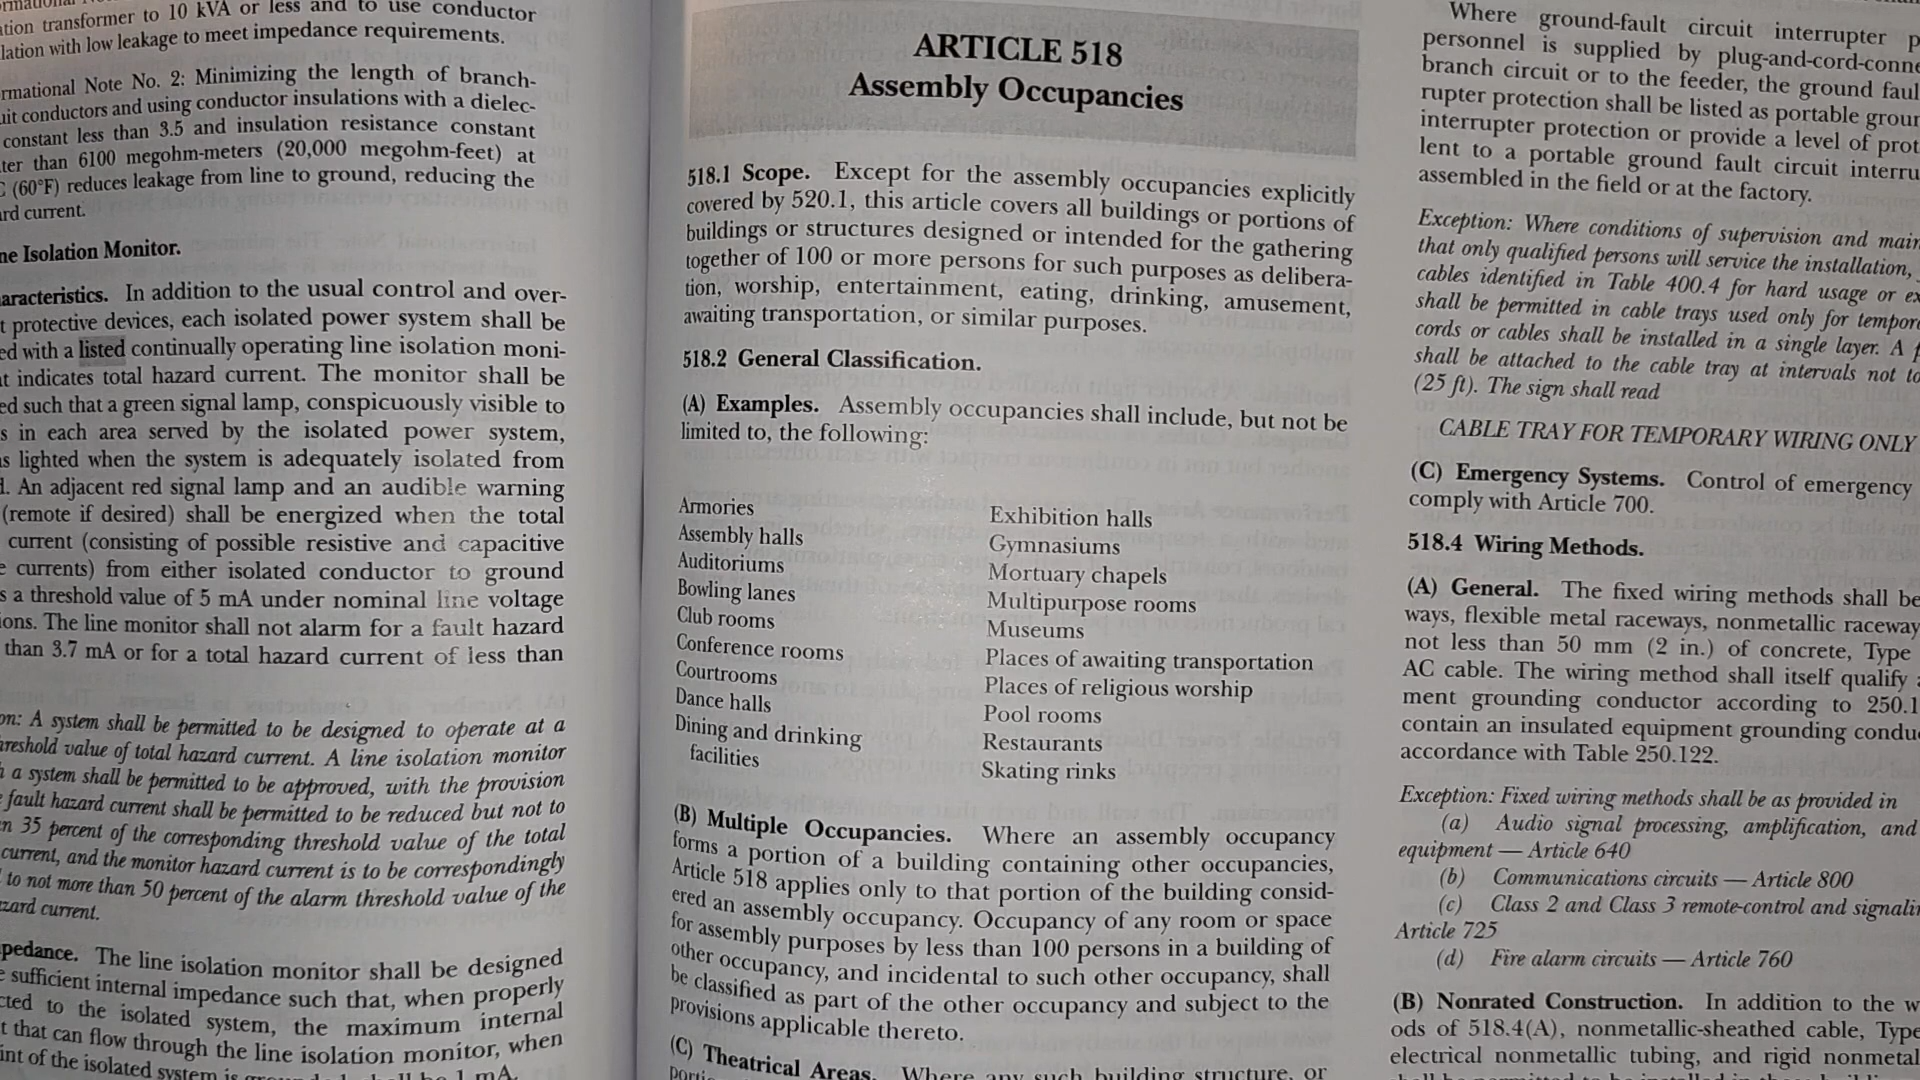 tion transformer to 10 kVA or less and to use conductor
lation with low leakage to meet impedance requirements.
Note No. 2: Minimizing the length of branch-
conductors and using conductor insulations with a dielec-
constant less than 3.5 and insulation resistance constant
than 6100 megohm-meters (20,000 megohm-feet) at
(60°F) reduces leakage from line to ground, reducing the
current.
Isolation Monitor.
In addition to the usual control and over-
protective devices, each isolated power system shall be
with a listed continually operating line isolation moni-
indicates total hazard current. The monitor shall be
such that a green signal lamp, conspicuously visible to
in each area served by the isolated power system,
lighted when the system is adequately isolated from
An adjacent red signal lamp and an audible warning
(remote if desired) shall be energized when the total
current (consisting of possible resistive and capacitive
currents) from either isolated conductor to ground
a threshold value of 5 mA under nominal line voltage
The line monitor shall not alarm for a fault hazard
than 3.7 mA or for a total hazard current of less than
A system shall be permitted to be designed to operate at a
value of total hazard current. A line isolation monitor
a system shall be permitted to be approved, with the provision
fault hazard current shall be permitted to be reduced but not to
35 percent of the corresponding threshold value of the total
current, and the monitor hazard current is to be correspondingly
to not more than 50 percent of the alarm threshold value of the
current.
The line isolation monitor shall be designed
sufficient internal impedance such that, when properly
to the isolated system, the maximum internal
that can flow through the line isolation monitor, when
of the isolated system
ARTICLE 518
Assembly Occupancies
518.1 Scope. Except for the assembly occupancies explicitly
covered by 520.1, this article covers all buildings or portions of
buildings or structures designed or intended for the gathering
together of 100 or more persons for such purposes as delibera-
tion, worship, entertainment, eating, drinking, amusement,
awaiting transportation, or similar purposes.
518.2 General Classification.
(A) Examples. Assembly occupancies shall include, but not be
limited to, the following:
Armories
Assembly halls
Auditoriums
Bowling lanes
Club rooms
Conference rooms
Courtrooms
Dance halls
Dining and drinking
facilities
Exhibition halls
Gymnasiums
Mortuary chapels
Multipurpose rooms
Museums
Places of awaiting transportation
Places of religious worship
Pool rooms
Restaurants
Skating rinks
(B) Multiple Occupancies. Where an assembly occupancy
forms a portion of a building containing other occupancies,
Article 518 applies only to that portion of the building consid-
ered an assembly occupancy. Occupancy of any room or space
for assembly purposes by less than 100 persons in a building of
other occupancy, and incidental to such other occupancy, shall
be classified as part of the other occupancy and subject to the
provisions applicable thereto.
(C) Theatrical Areas. Where any such building structure, or
Where ground-fault circuit interrupter
personnel is supplied by plug-and-cord-conne
branch circuit or to the feeder, the ground faul
rupter protection shall be listed as portable groun
interrupter protection or provide a level of prot
lent to a portable ground fault circuit interru
assembled in the field or at the factory.
Exception: Where conditions of supervision and main
that only qualified persons will service the installation,
cables identified in Table 400.4 for hard usage or ex
shall be permitted in cable trays used only for tempor
cords or cables shall be installed in a single layer. A
shall be attached to the cable tray at intervals not to
(25 ft). The sign shall read
CABLE TRAY FOR TEMPORARY WIRING ONLY
(C) Emergency Systems. Control of emergency
comply with Article 700.
518.4 Wiring Methods.
(A) General. The fixed wiring methods shall be
ways, flexible metal raceways, nonmetallic raceway
not less than 50 mm (2 in.) of concrete, Type
AC cable. The wiring method shall itself qualify
ment grounding conductor according to 250.1
contain an insulated equipment grounding condu
accordance with Table 250.122.
Exception: Fixed wiring methods shall be as provided in
(a) Audio signal processing, amplification, and
equipment — Article 640
(b) Communications circuits — Article 800
(c) Class 2 and Class 3 remote-control and signali
Article 725
(d) Fire alarm circuits — Article 760
(B) Nonrated Construction. In addition to the w
ods of 518.4(A), nonmetallic-sheathed cable, Type
electrical nonmetallic tubing, and rigid nonmetal